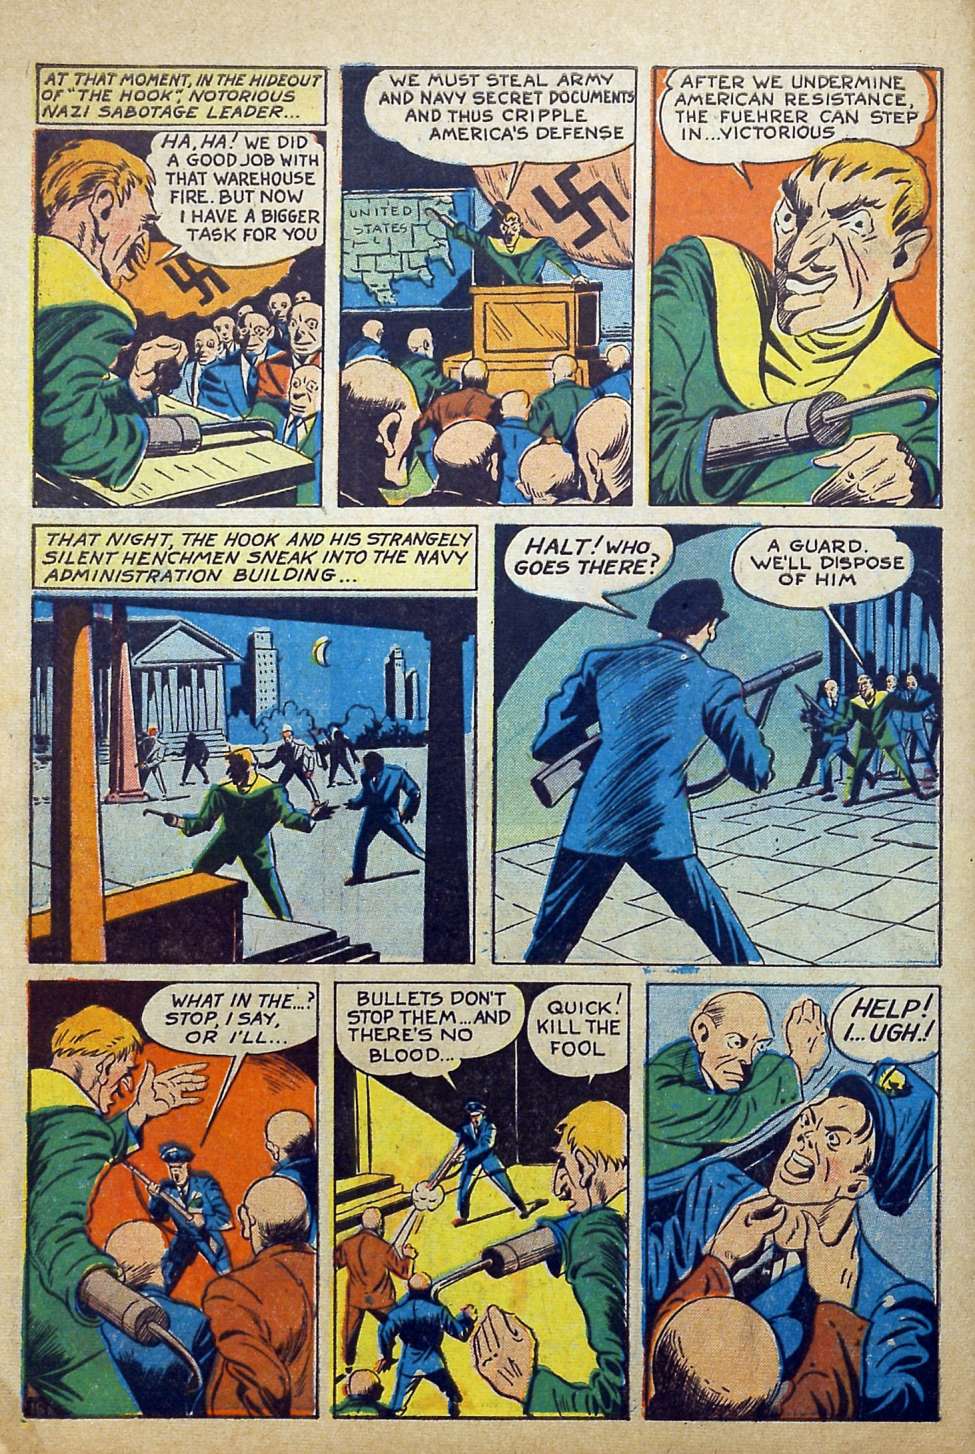 AT THAT MOMENT, IN THE HIDEOUT
OF "THE HOOK", NOTORIOUS
NAZI SABOTAGE LEADER...
HA, HA! WE DID
A GOOD JOB WITH
THAT WAREHOUSE
FIRE. BUT NOW
I HAVE A BIGGER
TASK FOR YOU
WE MUST STEAL ARMY
AND NAVY SECRET DOCUMENTS
AND THUS CRIPPLE
AMERICA'S DEFENSE
UNITED
STATES
AFTER WE UNDERMINE
AMERICAN RESISTANCE,
THE FUEHRER CAN STEP
IN...VICTORIOUS
THAT NIGHT, THE HOOK AND HIS STRANGELY
SILENT HENCHMEN SNEAK INTO THE NAVY
ADMINISTRATION BUILDING...
HALT! WHO
GOES THERE?
A GUARD.
WE'LL DISPOSE
OF HIM
WHAT IN THE...?
STOP, I SAY,
OR I'LL...
BULLETS DON'T
STOP THEM...AND
THERE'S NO
BLOOD...
QUICK!
KILL THE
FOOL
HELP!
I...UGH.!